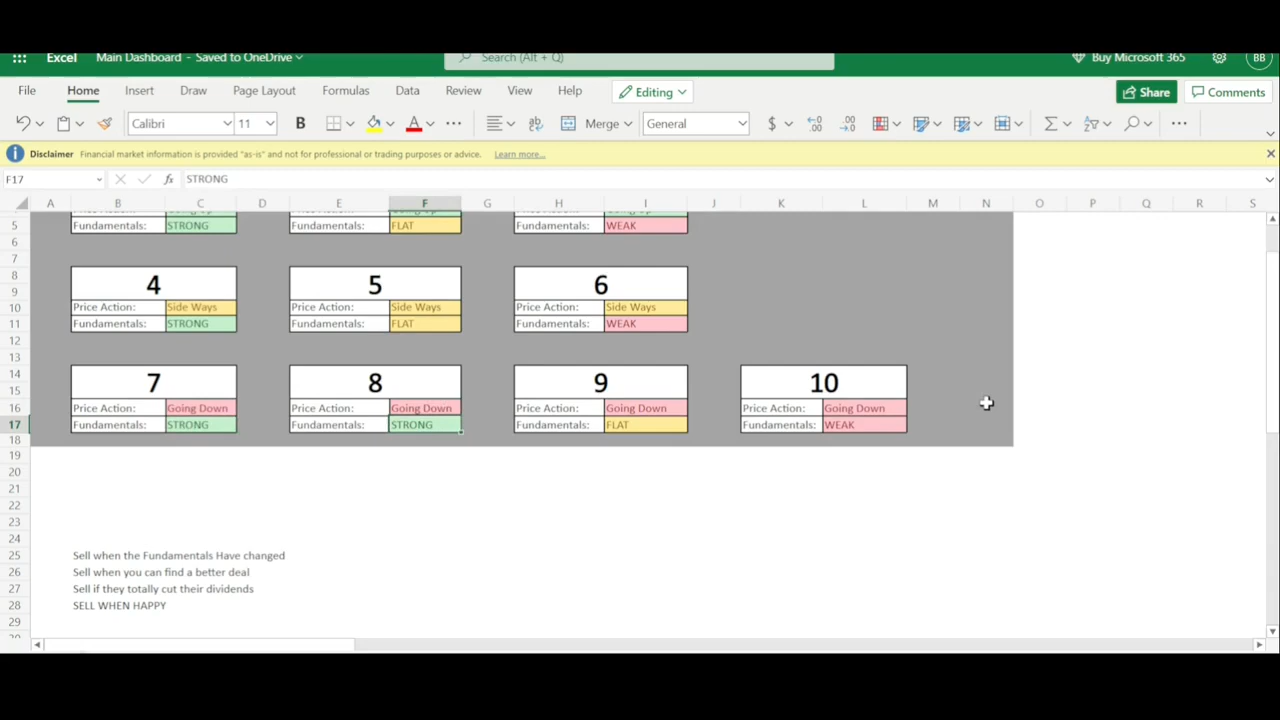 Excel Main Dashboard - Saved to OneDrive Search (Alt + Q) Buy Microsoft 365 BB
File Home Insert Draw Page Layout Formulas Data Review View Help Editing Share Comments
Calibri 11 B A ... ab Merge General $ .00 .00 Σ ...
Disclaimer Financial market information is provided "as-is" and not for professional or trading purposes or advice. Learn more...
F17 fx STRONG
A B C D E F G H I J K L M N O P Q R S
5 Fundamentals: STRONG Fundamentals: FLAT Fundamentals: WEAK
6
7
8 4 5 6
9
10 Price Action: Side Ways Price Action: Side Ways Price Action: Side Ways
11 Fundamentals: STRONG Fundamentals: FLAT Fundamentals: WEAK
12
13
14 7 8 9 10
15
16 Price Action: Going Down Price Action: Going Down Price Action: Going Down Price Action: Going Down
17 Fundamentals: STRONG Fundamentals: STRONG Fundamentals: FLAT Fundamentals: WEAK
18
19
20
21
22
23
24
25 Sell when the Fundamentals Have changed
26 Sell when you can find a better deal
27 Sell if they totally cut their dividends
28 SELL WHEN HAPPY
29